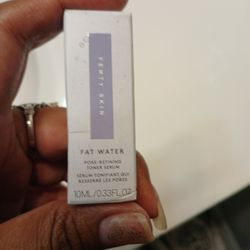 FENTY SKIN
FAT WATER
PORE-REFINING
TONER SERUM
SÉRUM-TONIFIANT QUI
RESSERRE LES PORES
10ML/0.33FL.OZ